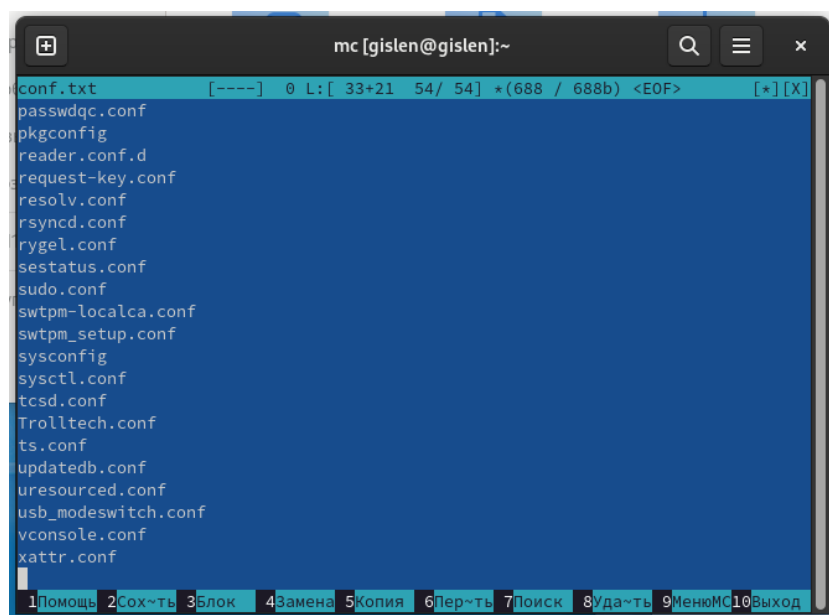 mc [gislen@gislen]:~
conf.txt [----] 0 L:[ 33+21 54/ 54] *(688 / 688b) <EOF> [*][X]
passwdqc.conf
pkgconfig
reader.conf.d
request-key.conf
resolv.conf
rsyncd.conf
rygel.conf
sestatus.conf
sudo.conf
swtpm-localca.conf
swtpm_setup.conf
sysconfig
sysctl.conf
tcsd.conf
Trolltech.conf
ts.conf
updatedb.conf
uresourced.conf
usb_modeswitch.conf
vconsole.conf
xattr.conf
1Помощь 2Сох~ть 3Блок 4Замена 5Копия 6Пер~ть 7Поиск 8Уда~ть 9МенюMC10Выход